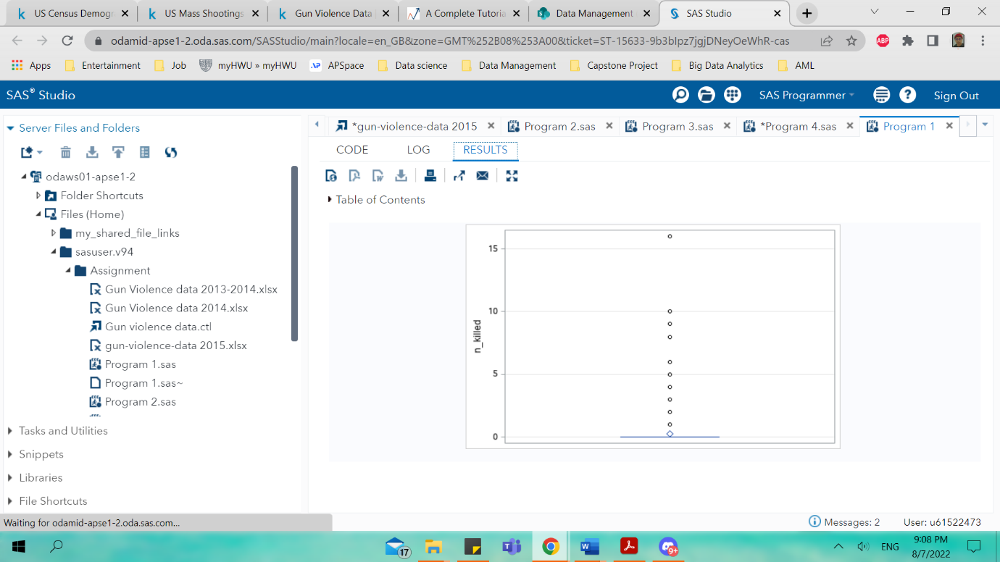 US Census Demogr
US Mass Shootings
Gun Violence Data
A Complete Tutoria
Data Management
SAS Studio
odamid-apse1-2.oda.sas.com/SASStudio/main?locale=en_GB&zone=GMT%252B08%253A00&ticket=ST-15633-9b3bIpz7jgjDNeyOeWhR-cas
ABP
Apps
Entertainment
Job
myHWU » myHWU
APSpace
Data science
Data Management
Capstone Project
Big Data Analytics
AML
SAS® Studio
SAS Programmer
Sign Out
Server Files and Folders
odaws01-apse1-2
Folder Shortcuts
Files (Home)
my_shared_file_links
sasuser.v94
Assignment
Gun Violence data 2013-2014.xlsx
Gun Violence data 2014.xlsx
Gun violence data.ctl
gun-violence-data 2015.xlsx
Program 1.sas
Program 1.sas~
Program 2.sas
Tasks and Utilities
Snippets
Libraries
File Shortcuts
*gun-violence-data 2015
Program 2.sas
Program 3.sas
*Program 4.sas
Program 1
CODE
LOG
RESULTS
Table of Contents
15
10
5
0
n_killed
Waiting for odamid-apse1-2.oda.sas.com...
Messages: 2
User: u61522473
17
9+
ENG
9:08 PM
8/7/2022